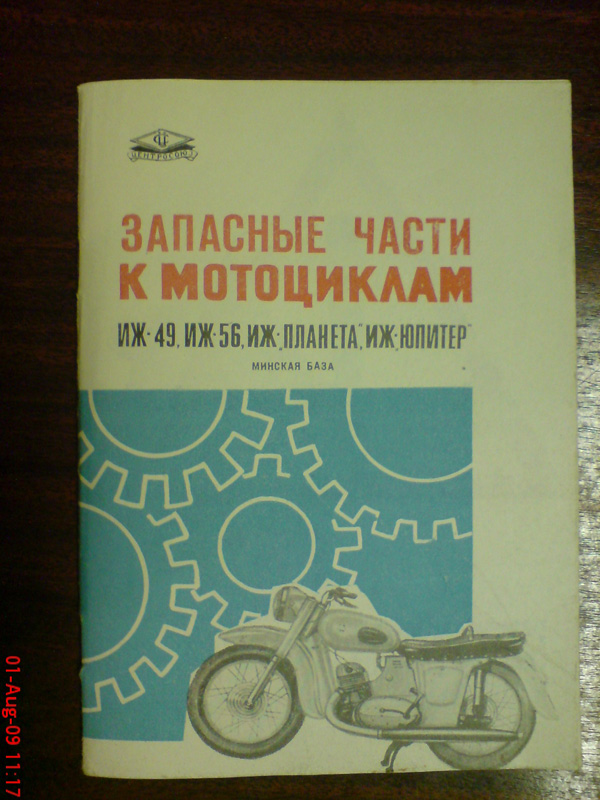 ЦЕНТРОСОЮЗ
ЗАПАСНЫЕ ЧАСТИ
К МОТОЦИКЛАМ
ИЖ-49, ИЖ-56, ИЖ-„ПЛАНЕТА", ИЖ-„ЮПИТЕР"
МИНСКАЯ БАЗА
01-Aug-09 11:17